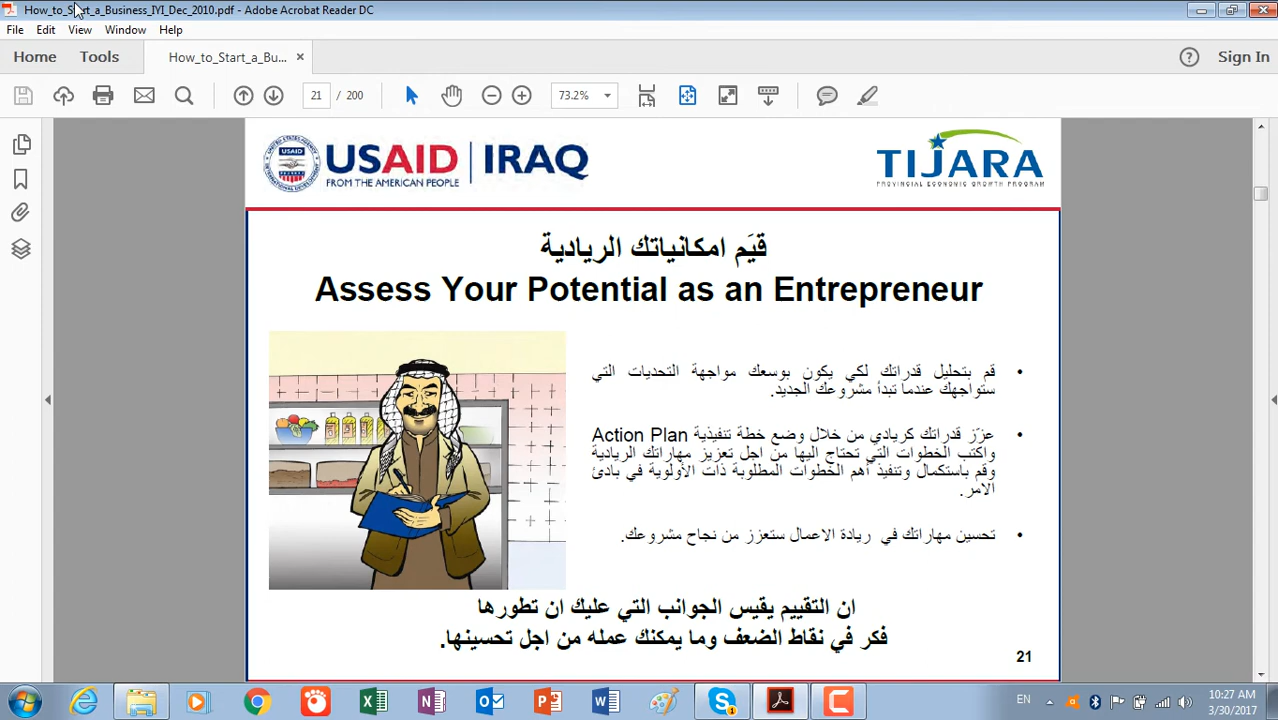 How_to_Start_a_Business_IYI_Dec_2010.pdf - Adobe Acrobat Reader DC
File Edit View Window Help
Home Tools How_to_Start_a_Bu... × Sign In
21 / 200 73.2%
USAID IRAQ
FROM THE AMERICAN PEOPLE
TIJARA
PROVINCIAL ECONOMIC GROWTH PROGRAM
قيَم امكانياتك الريادية
Assess Your Potential as an Entrepreneur
• قم بتحليل قدراتك لكي يكون بوسعك مواجهة التحديات التي
ستواجهك عندما تبدأ مشروعك الجديد.
• عزّز قدراتك كريادي من خلال وضع خطة تنفيذية Action Plan
واكتب الخطوات التي تحتاج اليها من اجل تعزيز مهاراتك الريادية
وقم باستكمال وتنفيذ أهم الخطوات المطلوبة ذات الأولوية في بادئ
الامر.
• تحسين مهاراتك في ريادة الاعمال ستعزز من نجاح مشروعك.
ان التقييم يقيس الجوانب التي عليك ان تطورها
فكر في نقاط الضعف وما يمكنك عمله من اجل تحسينها.
21
EN
10:27 AM
3/30/2017